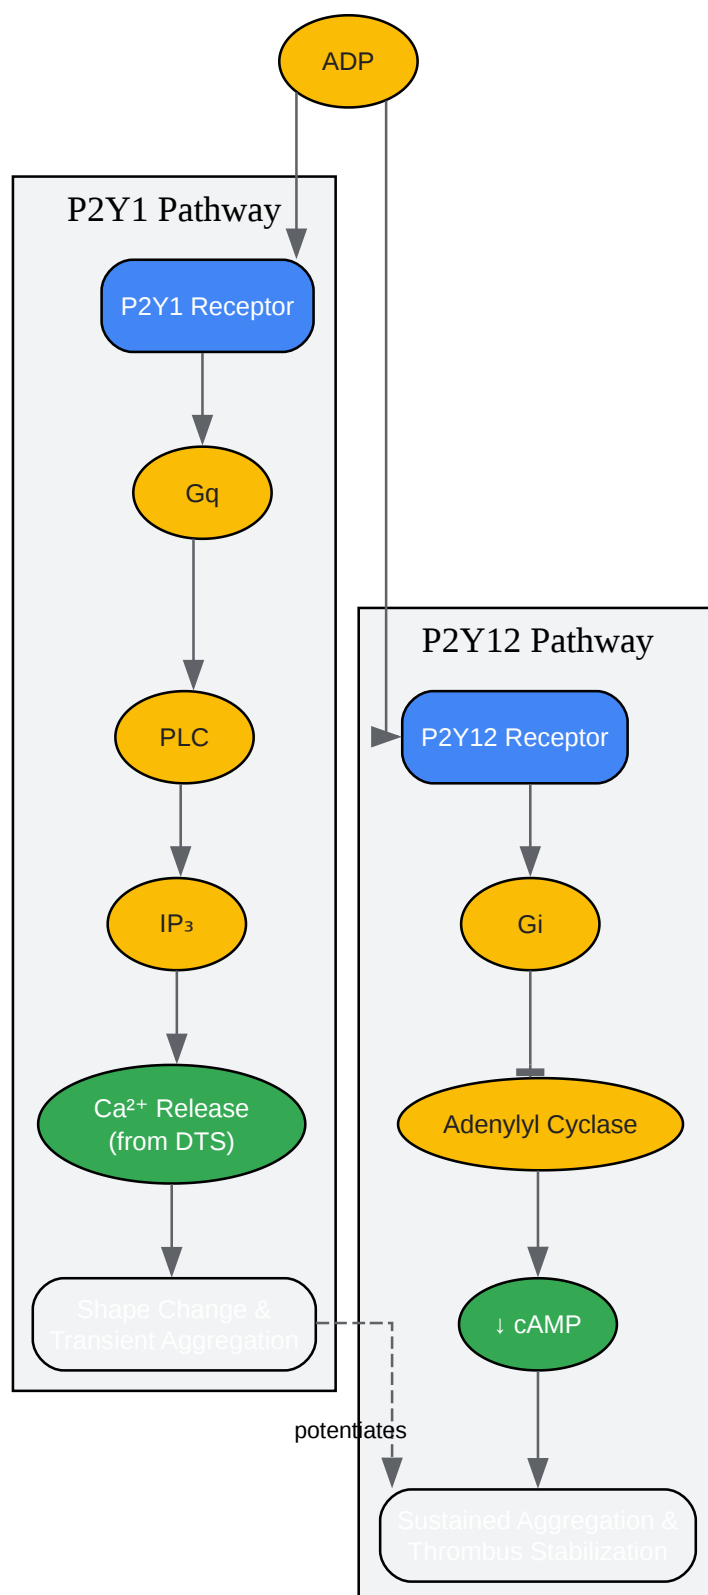 ADP
P2Y1 Pathway
P2Y1 Receptor
Gq
PLC
IP₃
Ca²⁺ Release
(from DTS)
Shape Change &
Transient Aggregation
potentiates
P2Y12 Pathway
P2Y12 Receptor
Gi
Adenylyl Cyclase
↓ cAMP
Sustained Aggregation &
Thrombus Stabilization